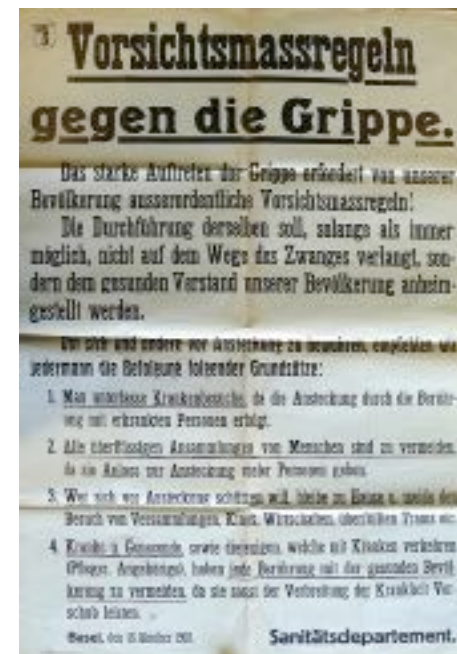 3
Vorsichtsmassregeln
gegen die Grippe.
Das starke Auftreten der Grippe erfordert von unserer
Bevölkerung ausserordentliche Vorsichtsmassregeln!
Die Durchführung derselben soll, solange als immer
möglich, nicht auf dem Wege des Zwanges verlangt, son-
dern dem gesunden Verstand unserer Bevölkerung anheim-
gestellt werden.
Um sich und andere vor Ansteckung zu bewahren, empfehlen wir
jedermann die Befolgung folgender Grundsätze:
1. Man unterlasse Krankenbesuche, da die Ansteckung durch die Berüh-
rung mit erkrankten Personen erfolgt.
2. Alle überflüssigen Ansammlungen von Menschen sind zu vermeiden,
da sie Anlass zur Ansteckung vieler Personen geben.
3. Wer sich vor Ansteckung schützen will, bleibe zu Hause u. meide den
Besuch von Versammlungen, Kinos, Wirtschaften, überfüllten Trams etc.
4. Kranke u. Genesende, sowie diejenigen, welche mit Kranken verkehren
(Pfleger, Angehörige), haben jede Berührung mit der gesunden Bevöl-
kerung zu vermeiden, da sie sonst der Verbreitung der Krankheit Vor-
schub leisten.
Basel, den 15. Oktober
Sanitätsdepartement.